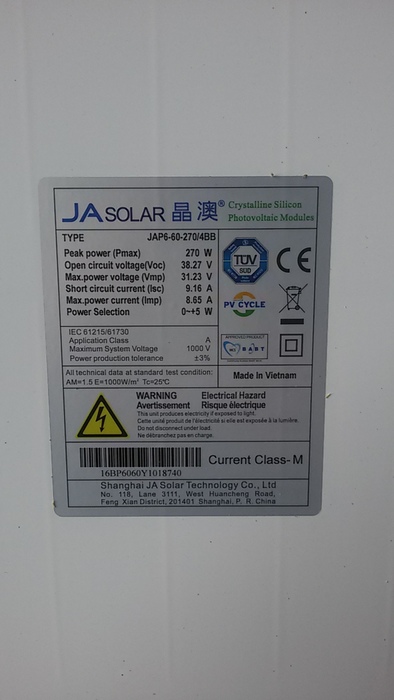 JA SOLAR 晶澳® Crystalline Silicon
Photovoltaic Modules
TYPE JAP6-60-270/4BB
Peak power (Pmax) 270 W
Open circuit voltage(Voc) 38.27 V
Max.power voltage (Vmp) 31.23 V
Short circuit current (Isc) 9.16 A
Max.power current (Imp) 8.65 A
Power Selection 0~+5 W
TÜV
SÜD
CE
PV CYCLE
IEC 61215/61730
Application Class A
Maximum System Voltage 1000 V
Power production tolerance ±3%
APPROVED PRODUCT
MCS BABT
All technical data at standard test condition:
AM=1.5 E=1000W/m² Tc=25°C
Made In Vietnam
WARNING Electrical Hazard
Avertissement Risque électrique
This unit produces electricity if exposed to light.
Cette unité produit de l'électricité si elle est exposée à la lumière.
Do not disconnect under load.
Ne débranchez pas en charge.
16BP6060Y1018740
Current Class-M
Shanghai JA Solar Technology Co., Ltd
No. 118, Lane 3111, West Huancheng Road,
Feng Xian District, 201401 Shanghai, P. R. China